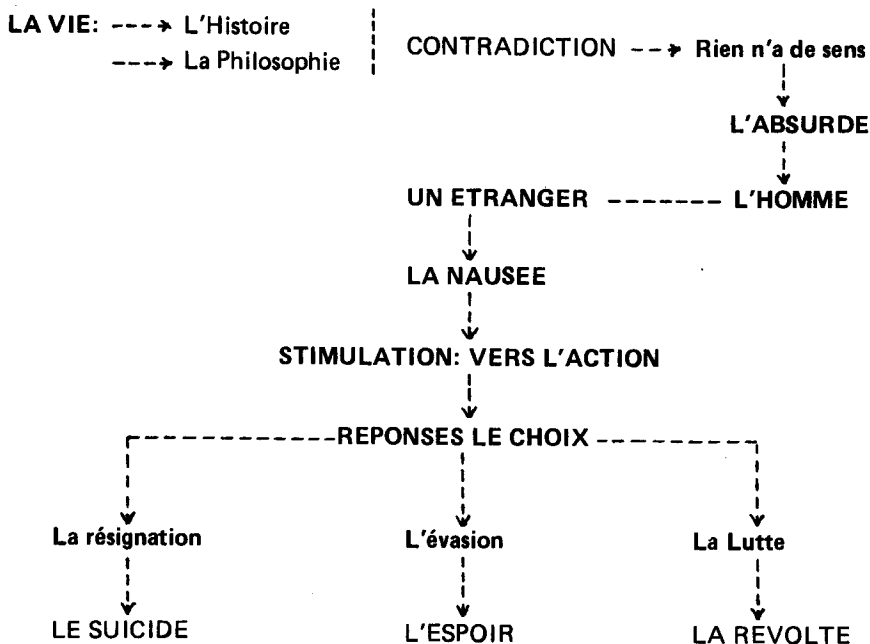 LA VIE: ---→ L'Histoire
---→ La Philosophie
CONTRADICTION --→ Rien n'a de sens
L'ABSURDE
UN ETRANGER ------- L'HOMME
LA NAUSEE
STIMULATION: VERS L'ACTION
REPONSES LE CHOIX
La résignation L'évasion La Lutte
LE SUICIDE L'ESPOIR LA REVOLTE